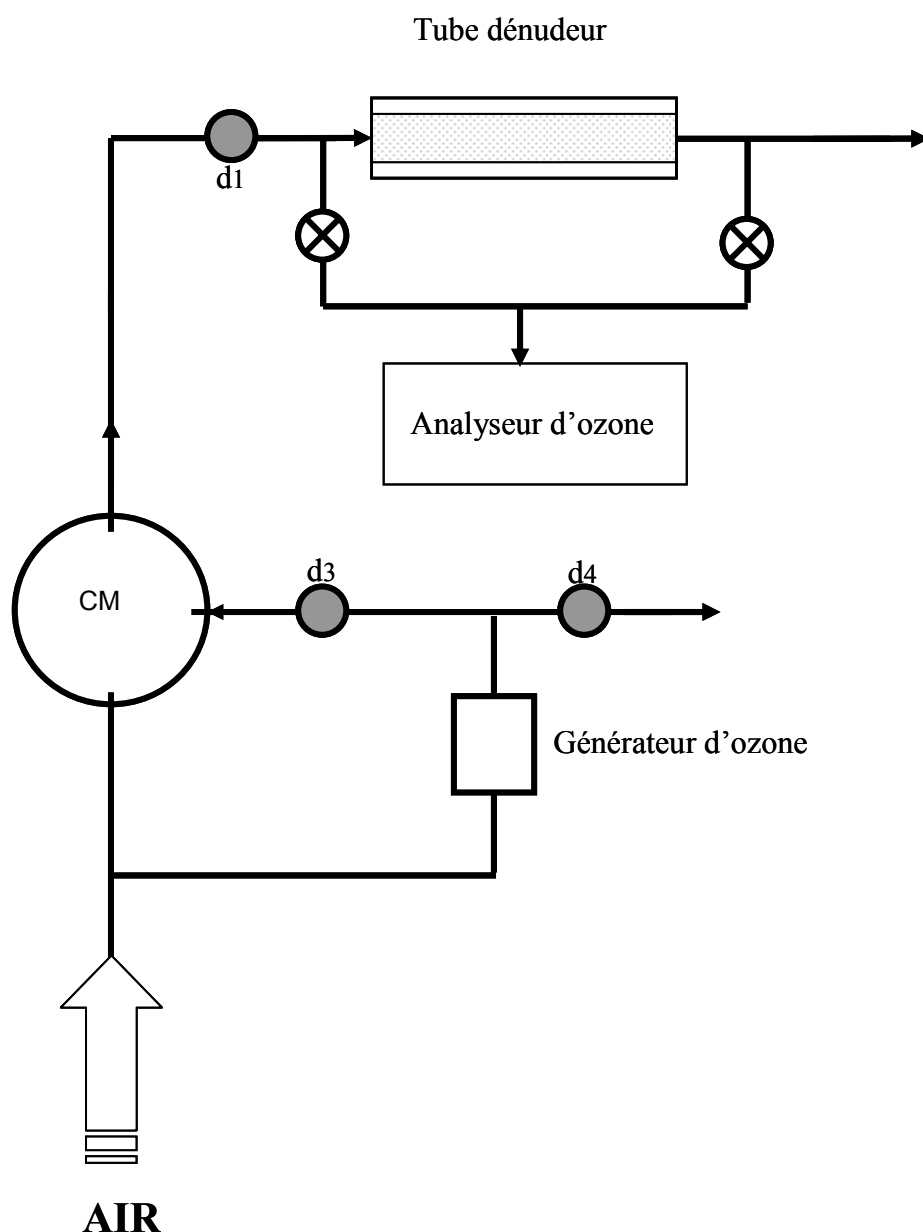 Tube dénudeur
d1
Analyseur d’ozone
d3
d4
CM
Générateur d’ozone
AIR